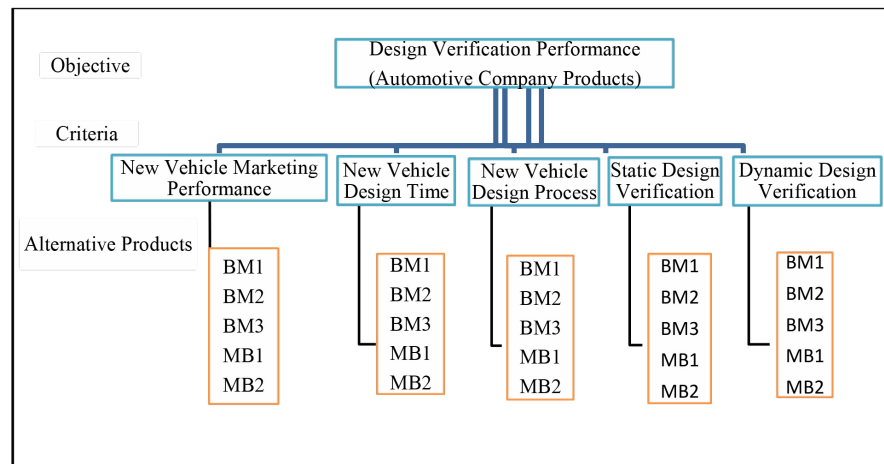 Design Verification Performance
(Automotive Company Products)
Objective
Criteria
New Vehicle Marketing
Performance
New Vehicle
Design Time
New Vehicle
Design Process
Static Design
Verification
Dynamic Design
Verification
Alternative Products
BM1
BM2
BM3
MB1
MB2
BM1
BM2
BM3
MB1
MB2
BM1
BM2
BM3
MB1
MB2
BM1
BM2
BM3
MB1
MB2
BM1
BM2
BM3
MB1
MB2